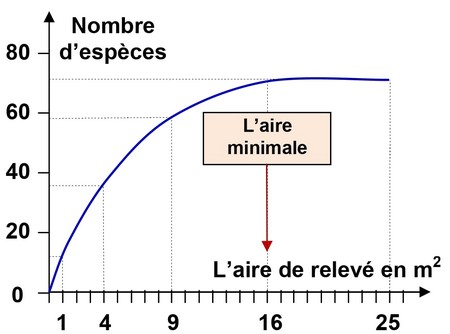 Nombre
d'espèces
80
60
40
20
0
L'aire
minimale
L'aire de relevé en m²
1 4 9 16 25